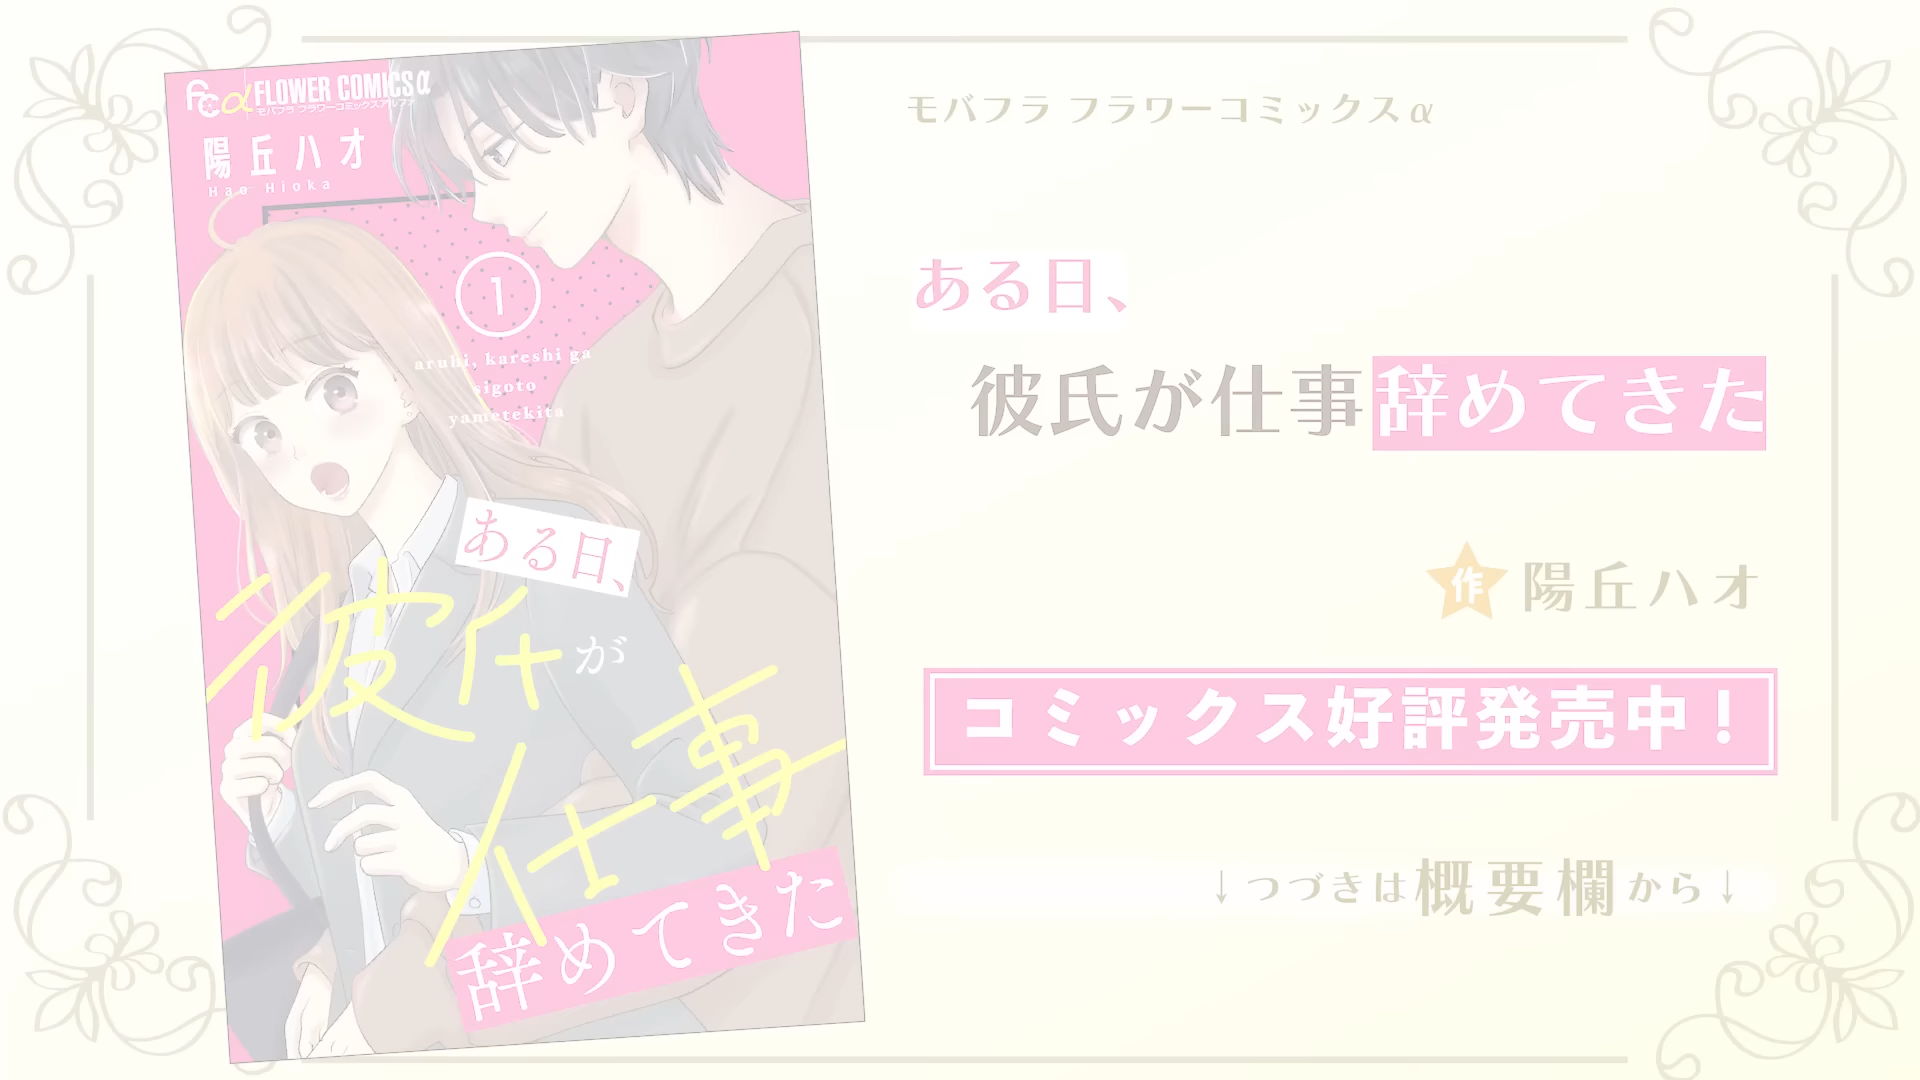 FCα FLOWER COMICSα
モバフラ フラワーコミックスアルファ
陽丘ハオ
Hao Hioka
1
aruhi, kareshi ga
sigoto
yametekita
ある日、
彼氏が
仕事
辞めてきた
モバフラ フラワーコミックスα
ある日、
彼氏が仕事辞めてきた
作 陽丘ハオ
コミックス好評発売中!
↓つづきは概要欄から↓